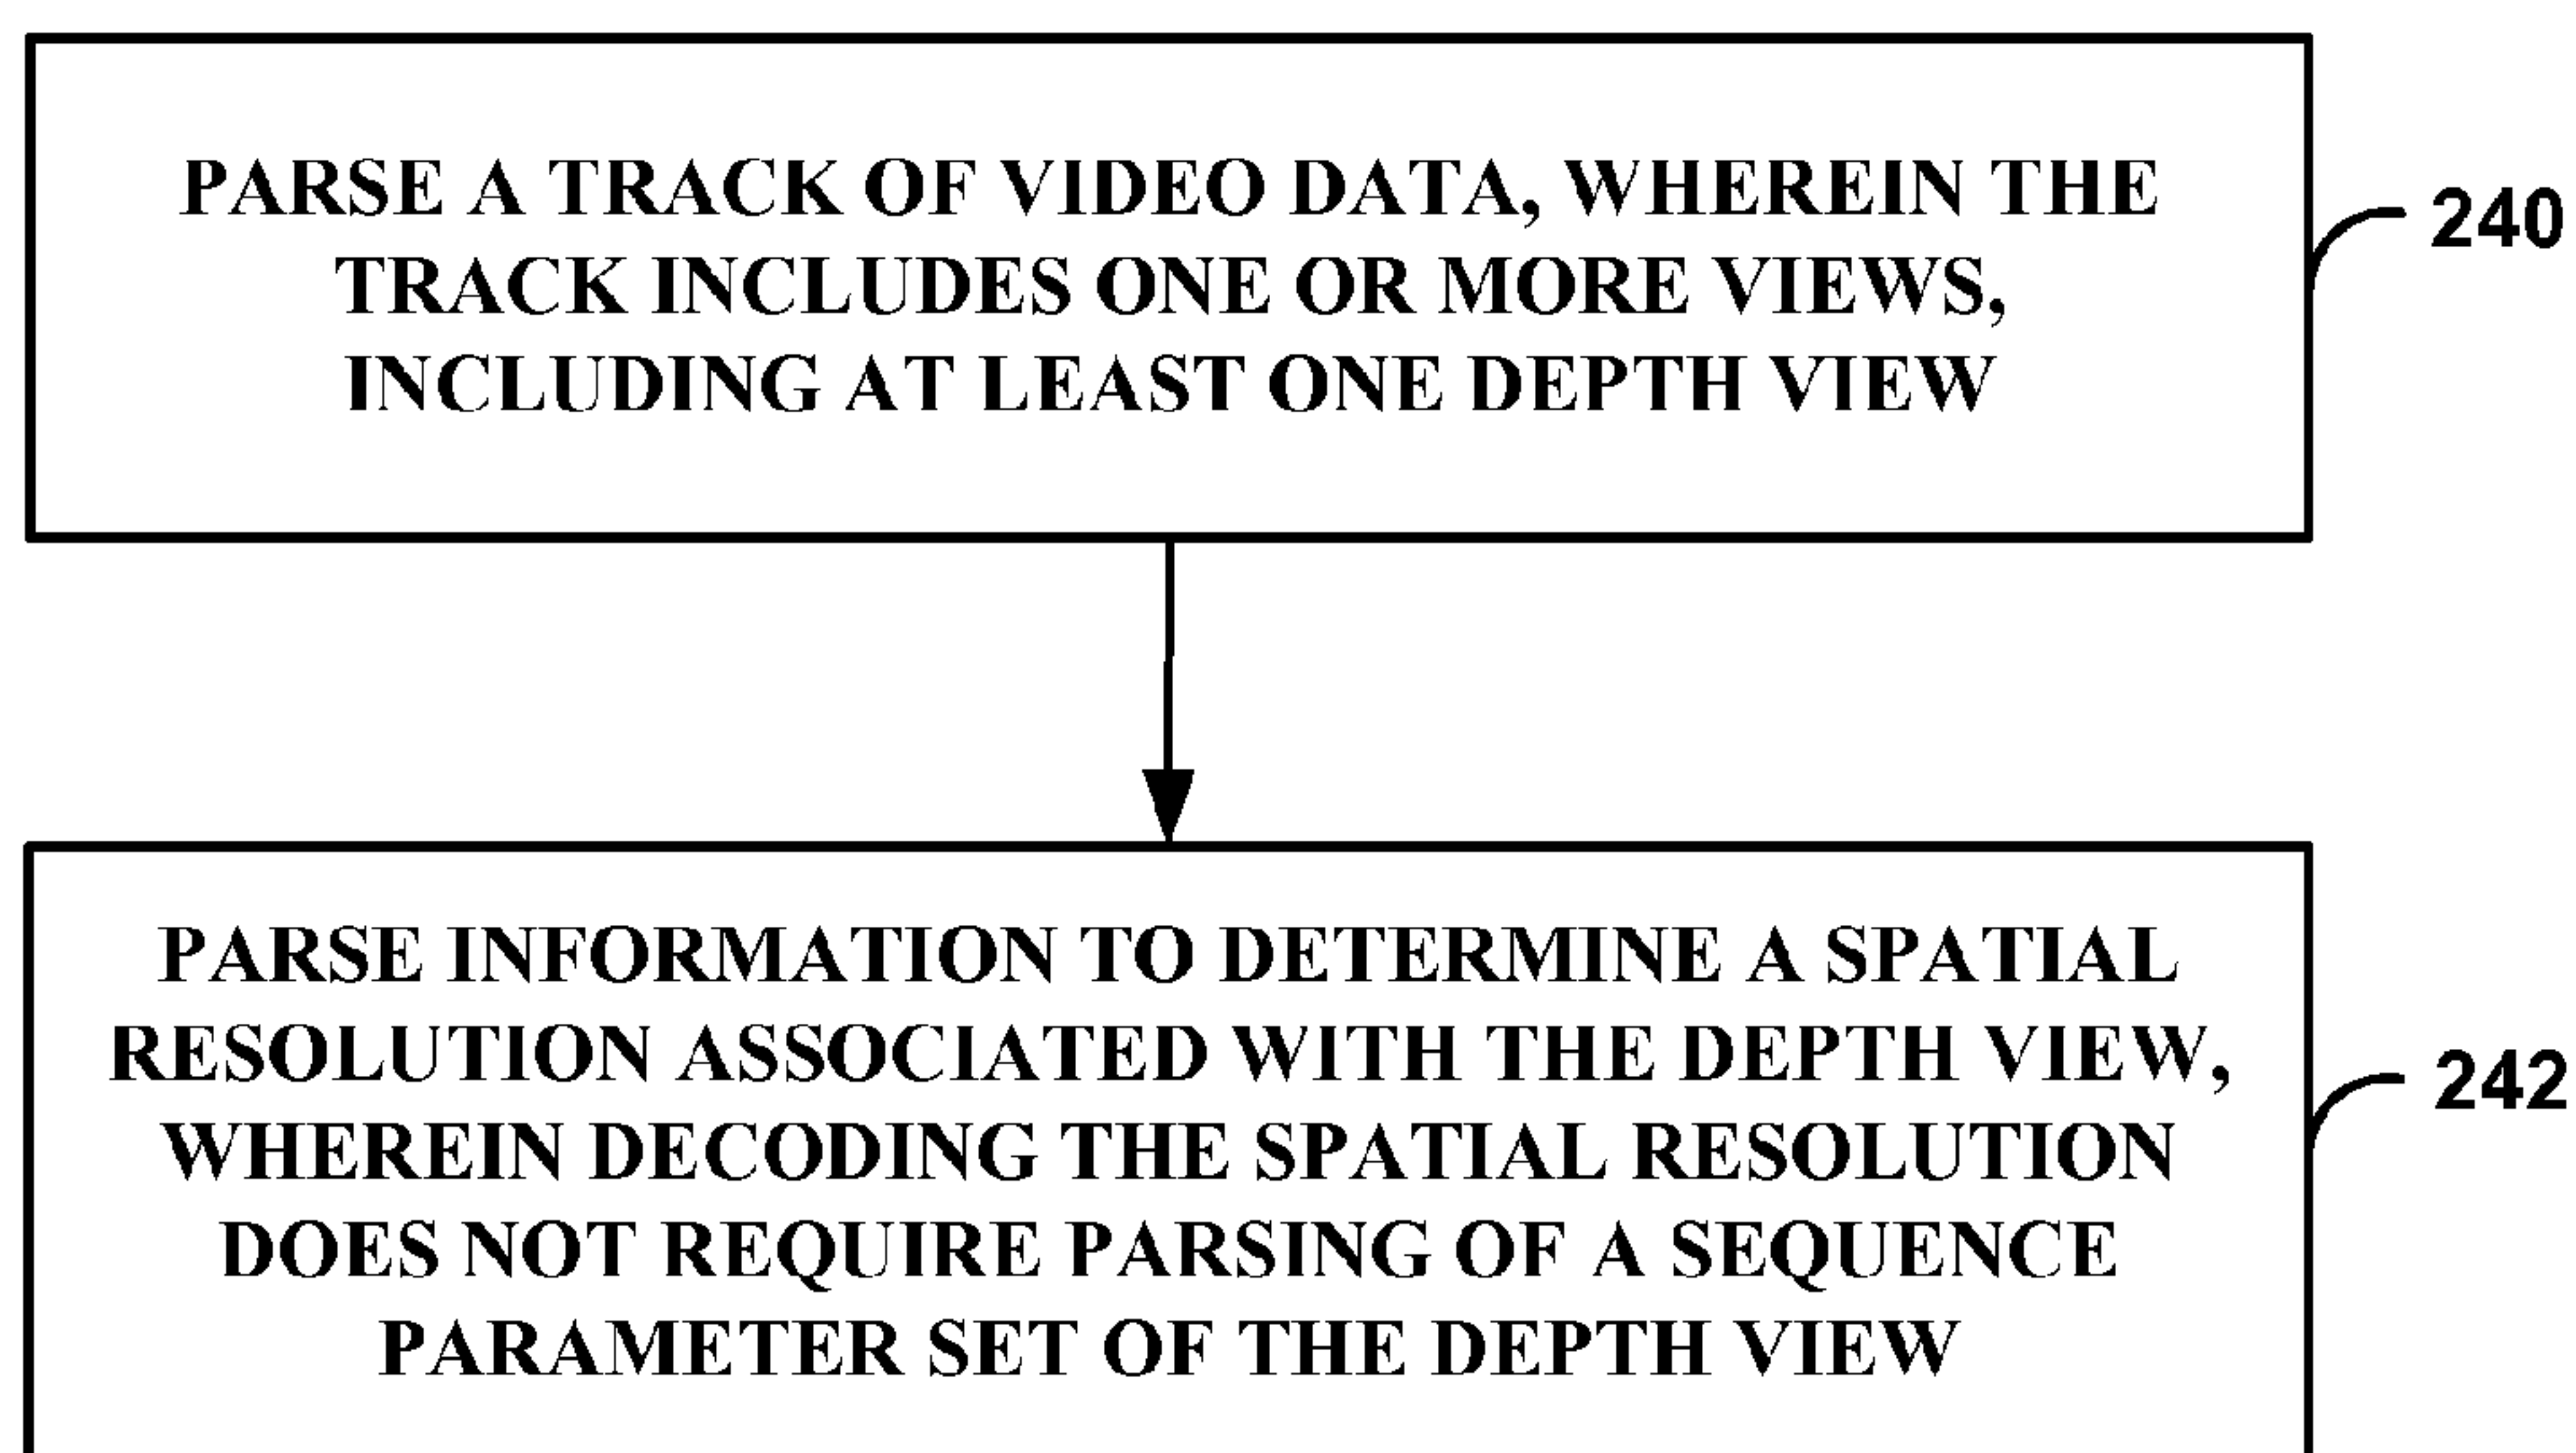 PARSE A TRACK OF VIDEO DATA, WHEREIN THE
TRACK INCLUDES ONE OR MORE VIEWS,
INCLUDING AT LEAST ONE DEPTH VIEW
240
PARSE INFORMATION TO DETERMINE A SPATIAL
RESOLUTION ASSOCIATED WITH THE DEPTH VIEW,
WHEREIN DECODING THE SPATIAL RESOLUTION
DOES NOT REQUIRE PARSING OF A SEQUENCE
PARAMETER SET OF THE DEPTH VIEW
242